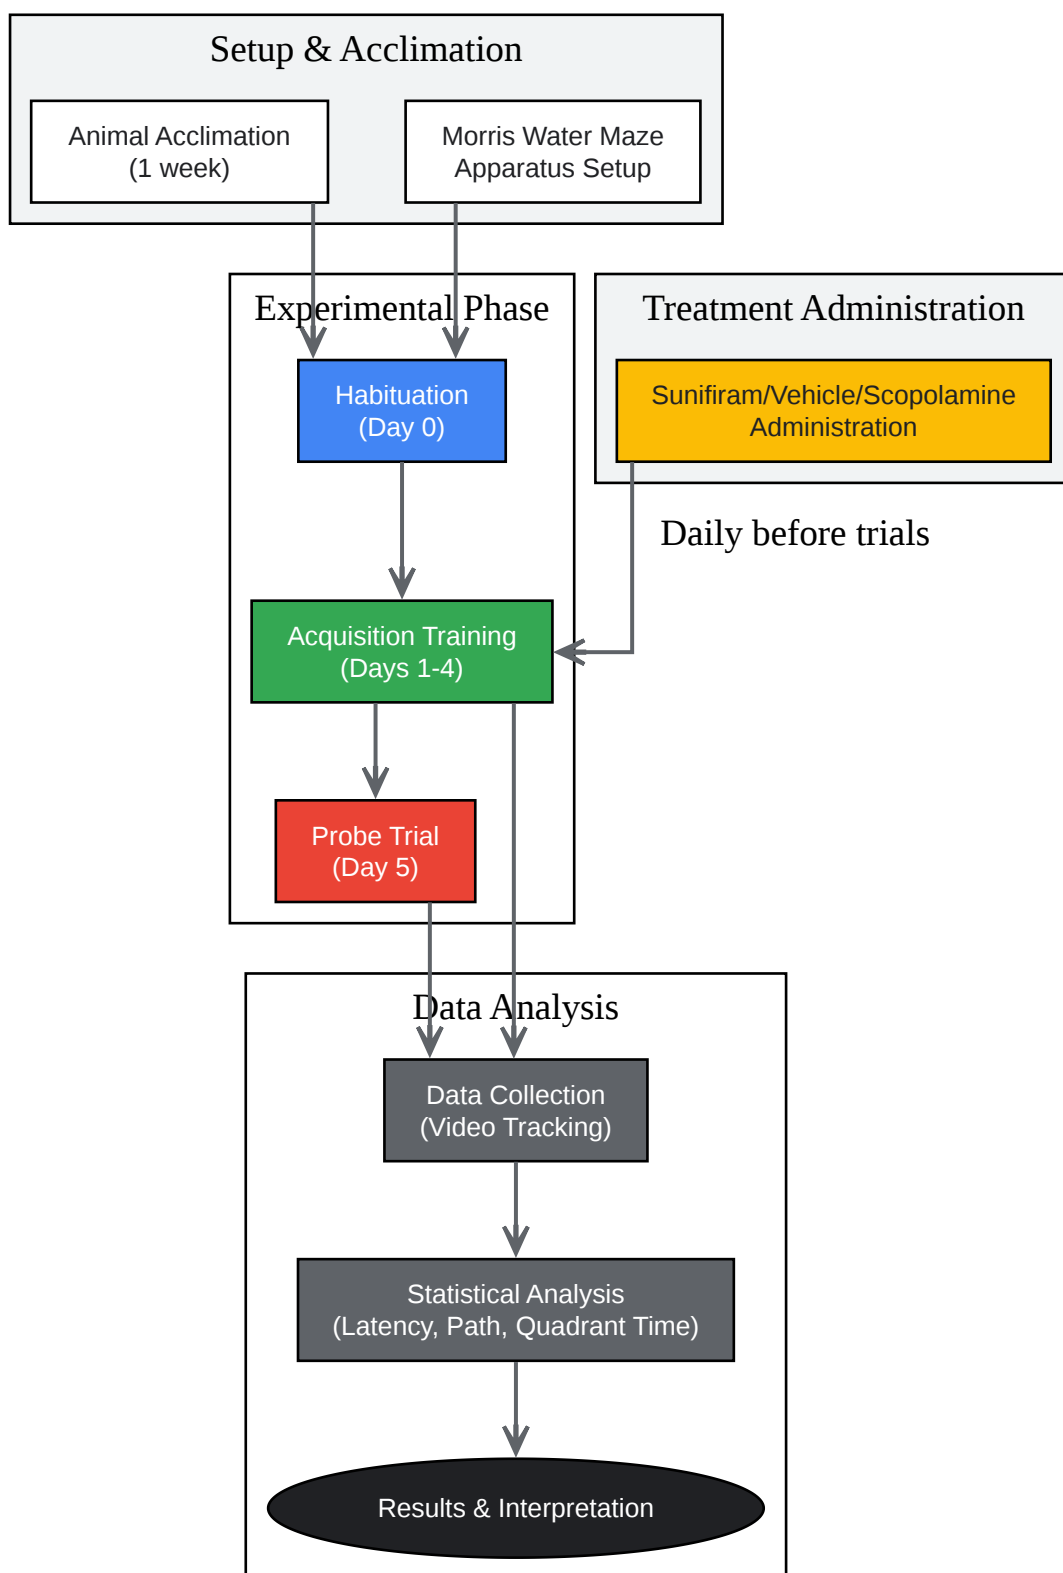 Setup & Acclimation
Animal Acclimation
(1 week)
Morris Water Maze
Apparatus Setup
Experimental Phase
Treatment Administration
Habituation
(Day 0)
Sunifiram/Vehicle/Scopolamine
Administration
Daily before trials
Acquisition Training
(Days 1-4)
Probe Trial
(Day 5)
Data Analysis
Data Collection
(Video Tracking)
Statistical Analysis
(Latency, Path, Quadrant Time)
Results & Interpretation